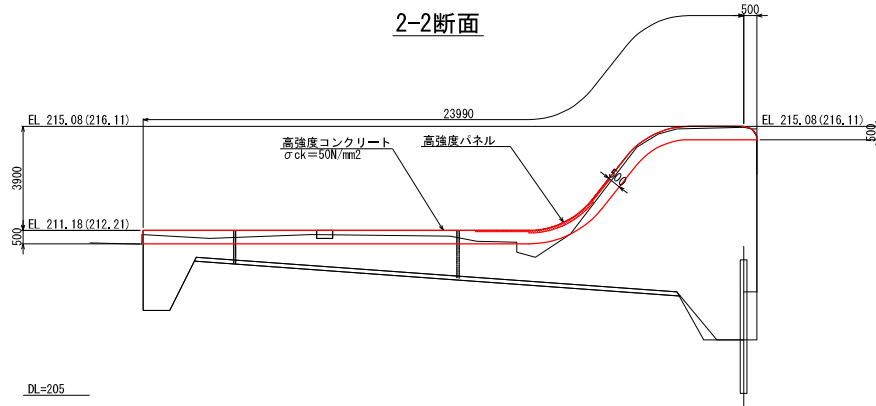 2-2断面
500
23990
EL 215.08(216.11)
EL 215.08(216.11)
高強度コンクリート
σck=50N/mm2
高強度パネル
500
3900
500
EL 211.18(212.21)
500
DL=205